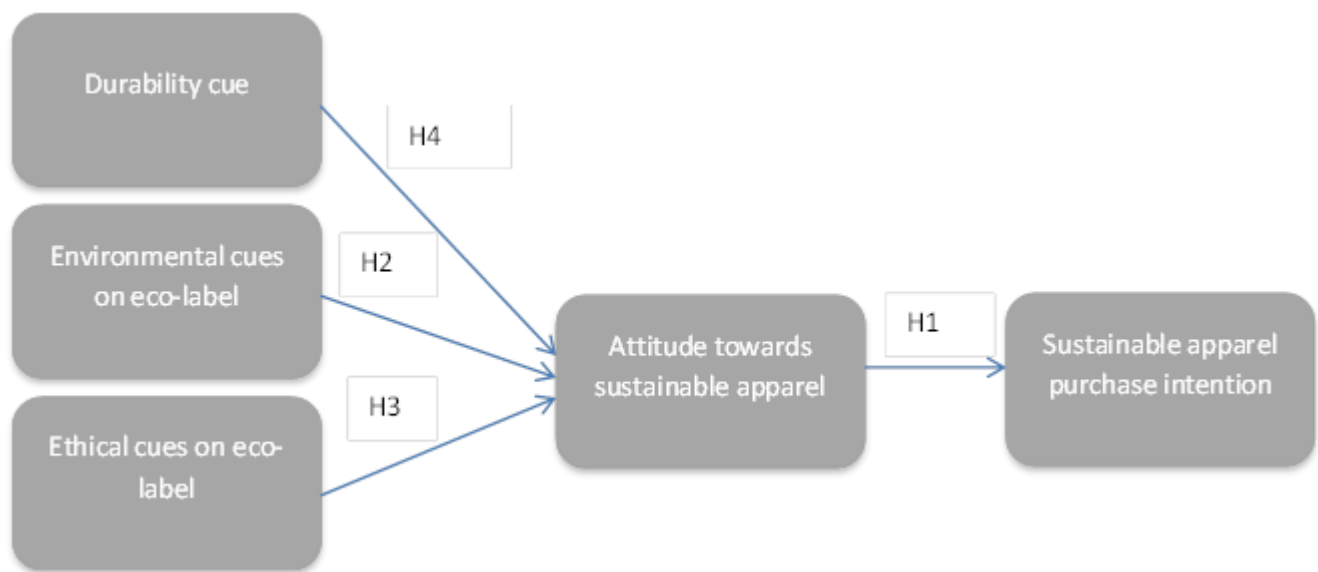 Durability cue
H4
Environmental cues
on eco-label
H2
Ethical cues on eco-
label
H3
Attitude towards
sustainable apparel
H1
Sustainable apparel
purchase intention